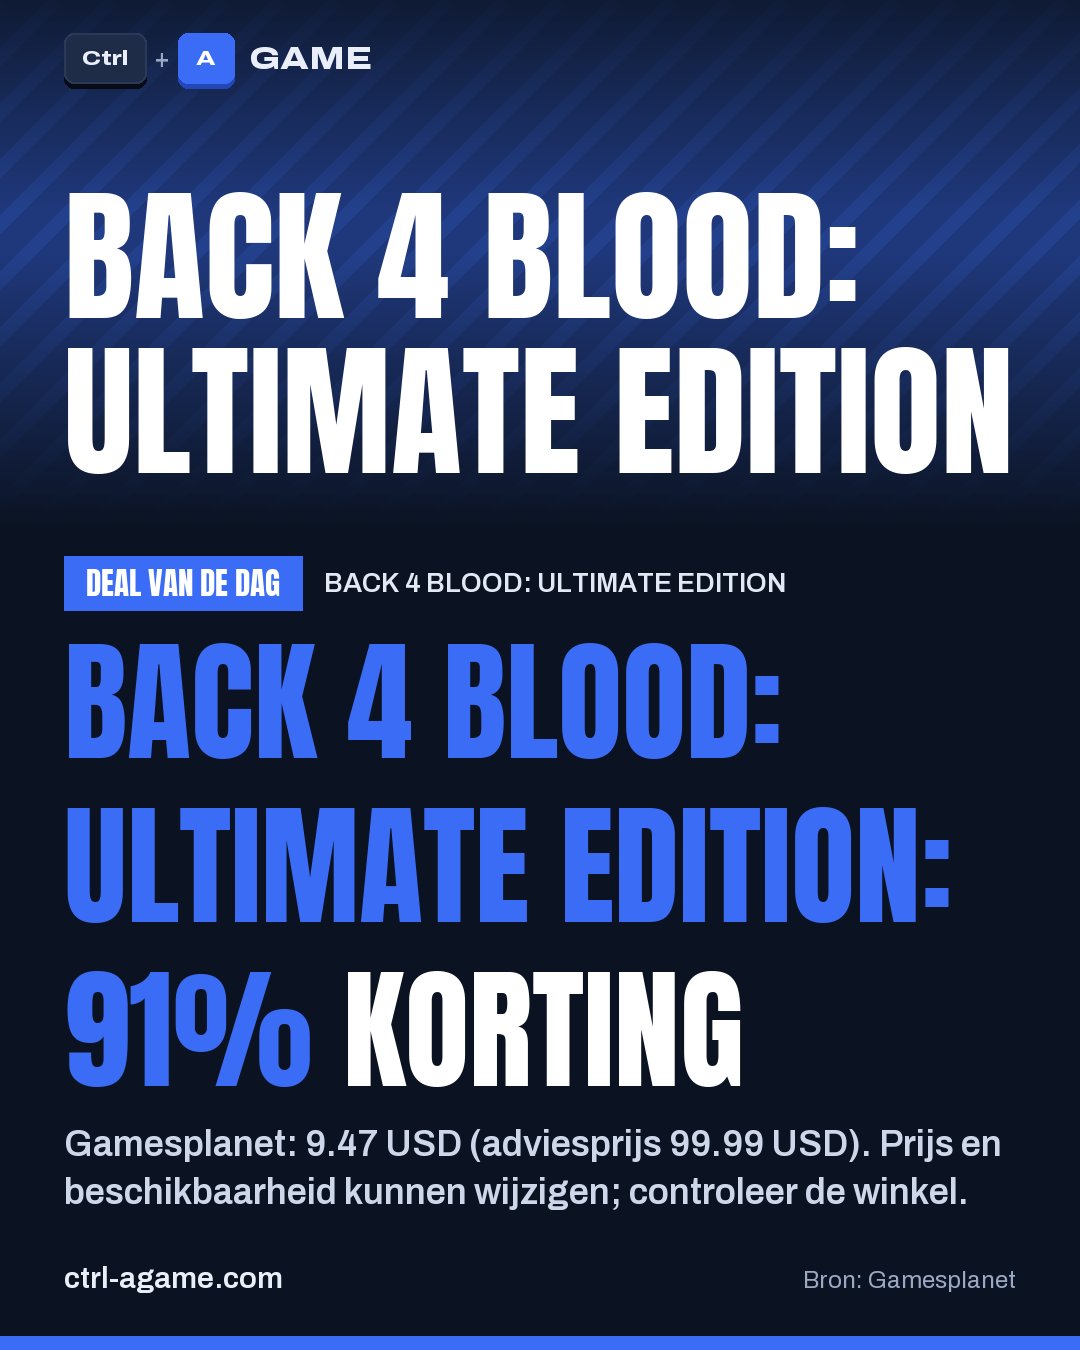 Ctrl + A GAME
BACK 4 BLOOD:
ULTIMATE EDITION
DEAL VAN DE DAG BACK 4 BLOOD: ULTIMATE EDITION
BACK 4 BLOOD:
ULTIMATE EDITION:
91% KORTING
Gamesplanet: 9.47 USD (adviesprijs 99.99 USD). Prijs en
beschikbaarheid kunnen wijzigen; controleer de winkel.
ctrl-agame.com Bron: Gamesplanet